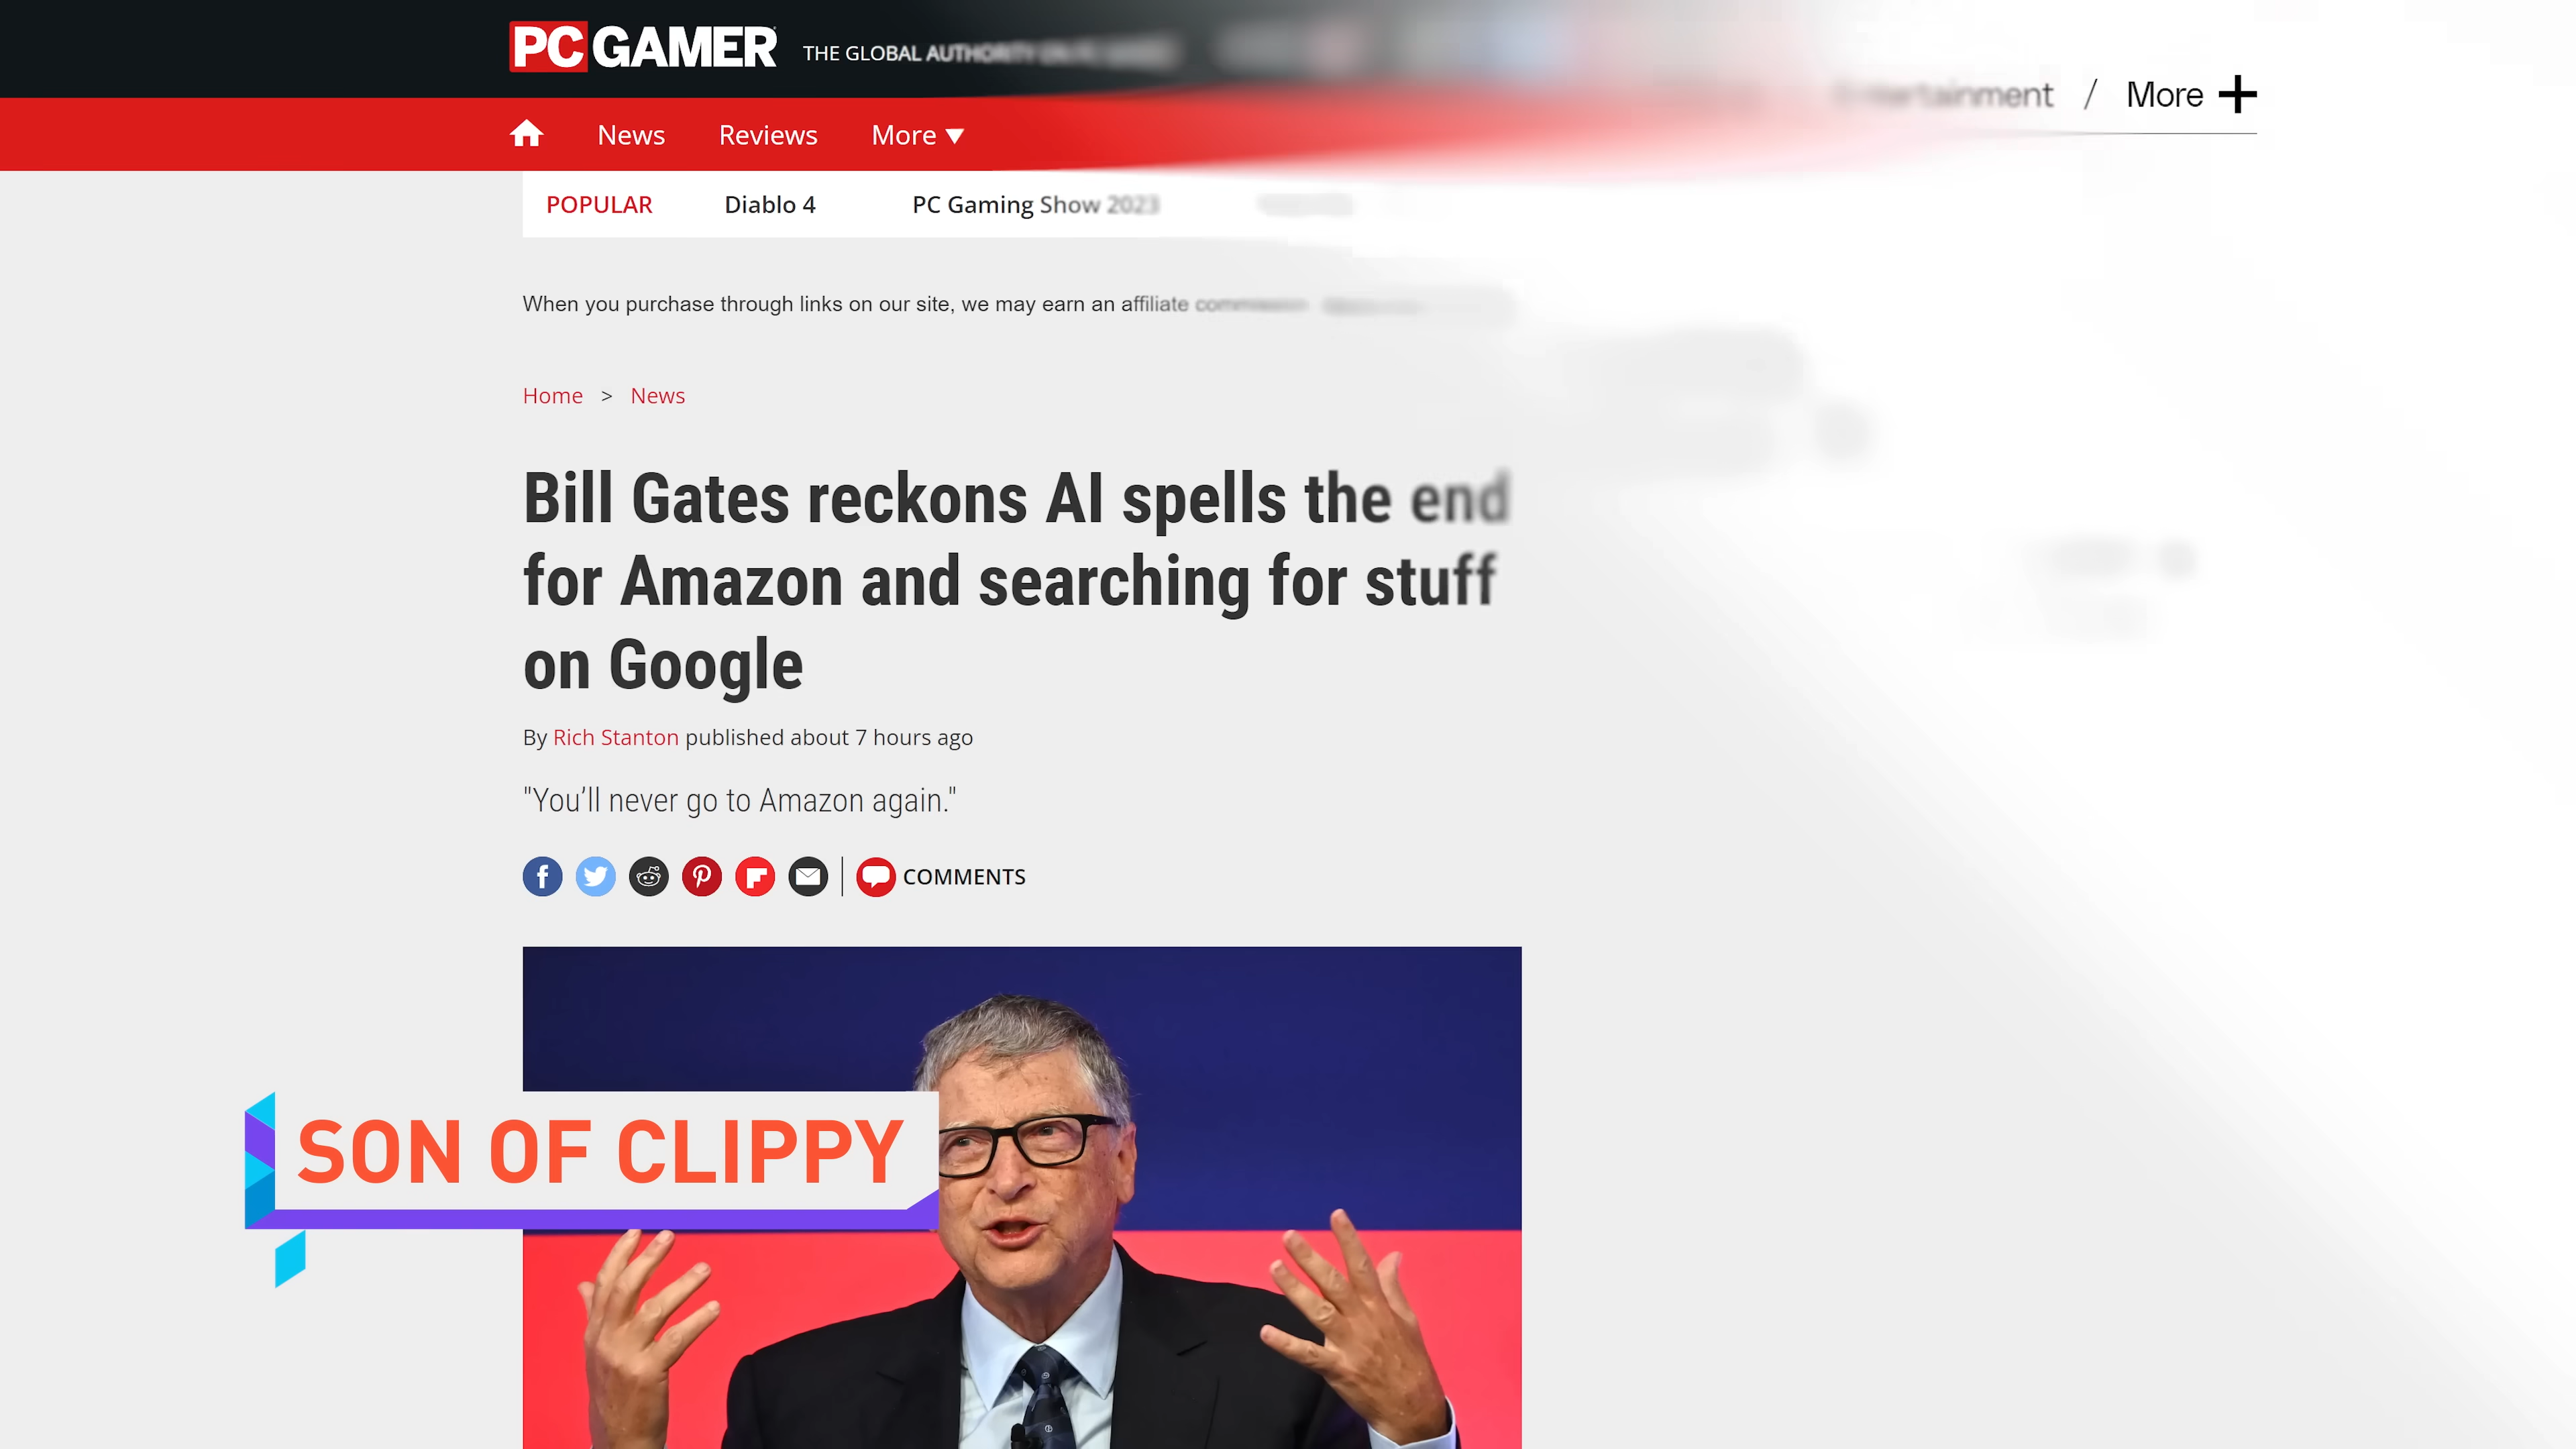 PC GAMER THE GLOBAL AUTHORITY
More
News Reviews More
POPULAR Diablo 4 PC Gaming Show 2023
When you purchase through links on our site, we may earn an affiliate commission
Home > News
Bill Gates reckons AI spells the end
for Amazon and searching for stuff
on Google
By Rich Stanton published about 7 hours ago
"You’ll never go to Amazon again."
COMMENTS
SON OF CLIPPY